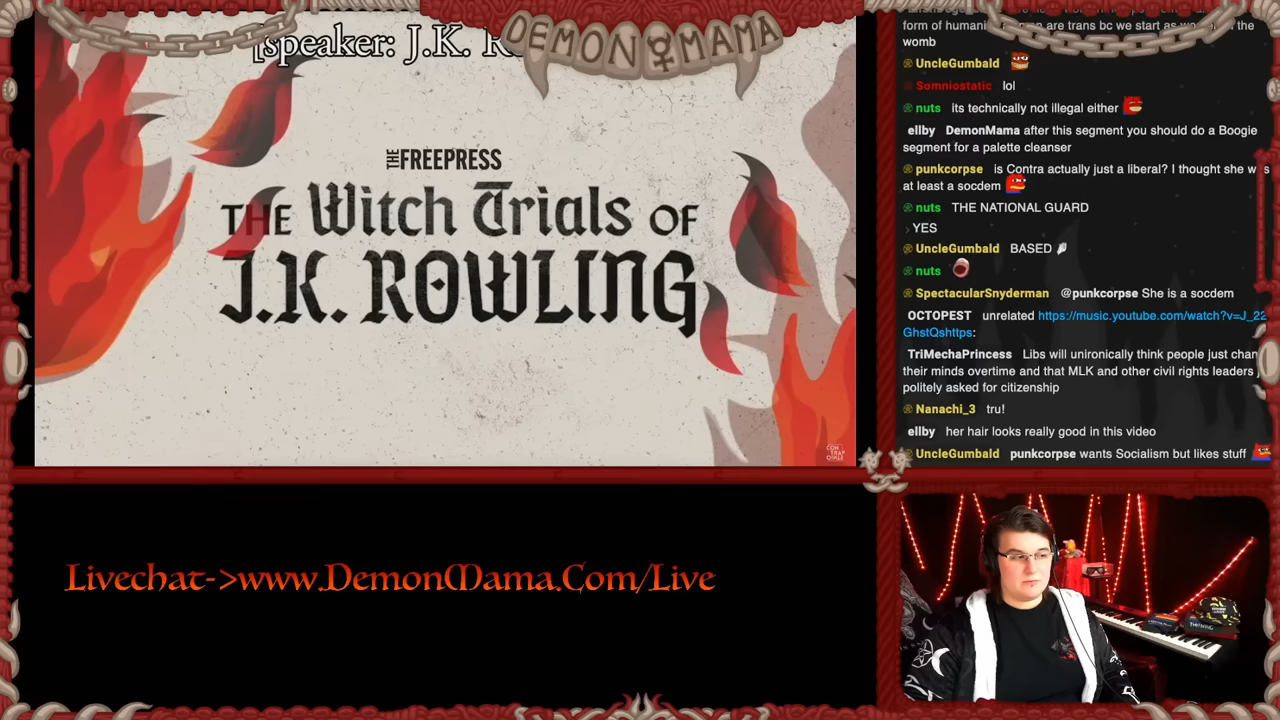 [speaker: J.K. R
DEMON MAMA
THE FREEPRESS
THE Witch Trials OF
J.K. ROWLING
CON
TRAP
OINTS
Livechat->www.DemonMama.Com/Live
form of humani are trans bc we start as wo the
womb
UncleGumbald
Somniostatic lol
nuts its technically not illegal either
ellby DemonMama after this segment you should do a Boogie
segment for a palette cleanser
punkcorpse is Contra actually just a liberal? I thought she was
at least a socdem
nuts THE NATIONAL GUARD
› YES
UncleGumbald BASED
nuts
SpectacularSnyderman @punkcorpse She is a socdem
OCTOPEST unrelated https://music.youtube.com/watch?v=J_22
GhstQshttps:
TriMechaPrincess Libs will unironically think people just chan
their minds overtime and that MLK and other civil rights leaders j
politely asked for citizenship
Nanachi_3 tru!
ellby her hair looks really good in this video
UncleGumbald punkcorpse wants Socialism but likes stuff